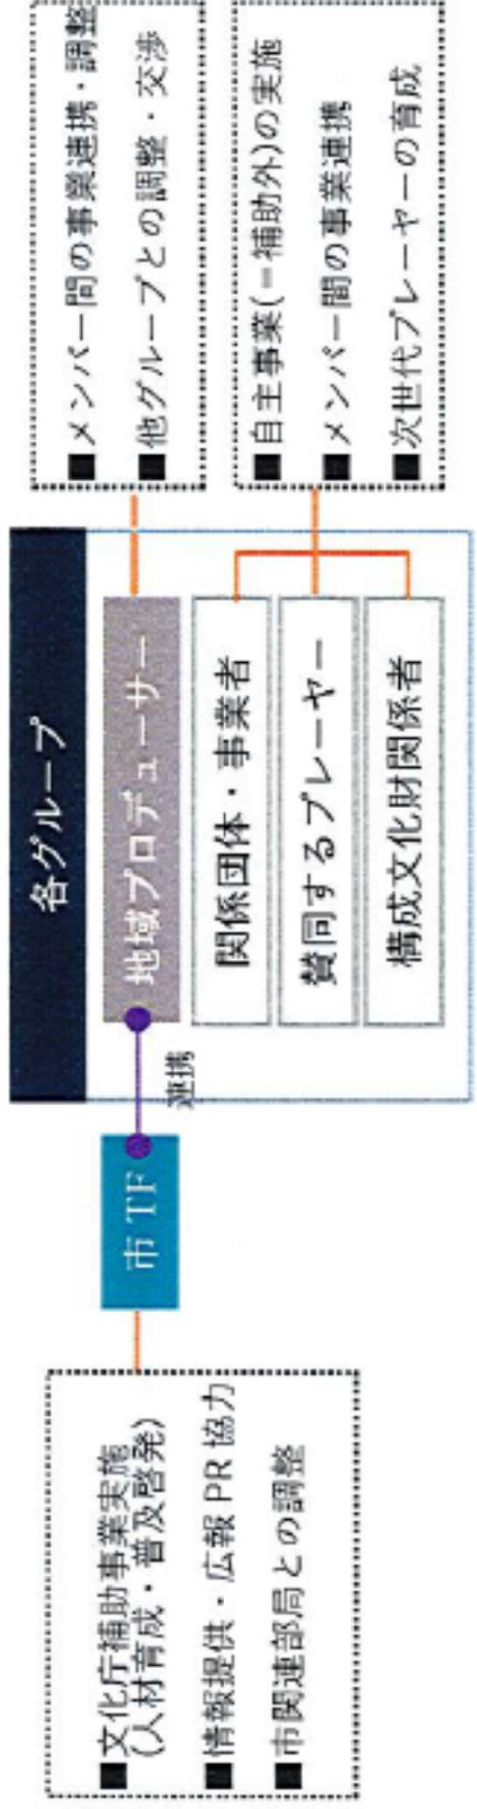 ■文化庁補助事業実施
(人材育成・普及啓発)
■情報提供・広報 PR 協力
■市関連部局との調整
市 TF
連携
各グループ
地域プロデューサー
関係団体・事業者
賛同するプレーヤー
構成文化財関係者
■メンバー間の事業連携・調整
■他グループとの調整・交渉
■自主事業(=補助外)の実施
■メンバー間の事業連携
■次世代プレーヤーの育成